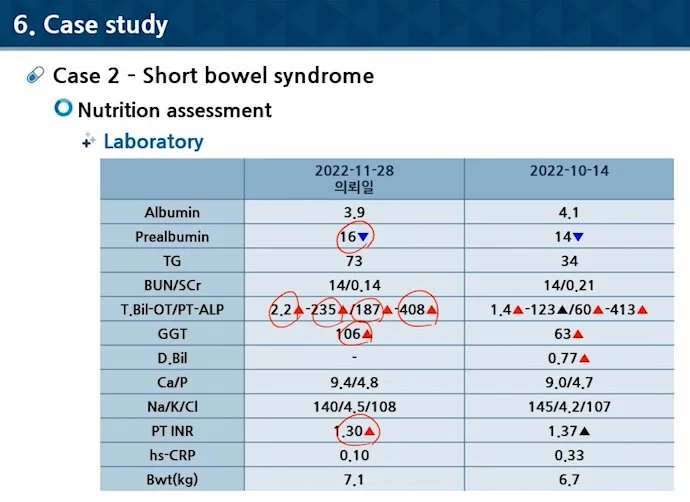 6. Case study
Case 2 - Short bowel syndrome
Nutrition assessment
Laboratory
2022-11-28 의뢰일 2022-10-14
Albumin 3.9 4.1
Prealbumin 16▼ 14▼
TG 73 34
BUN/SCr 14/0.14 14/0.21
T.Bil-OT/PT-ALP 2.2▲-235▲/187▲-408▲ 1.4▲-123▲/60▲-413▲
GGT 106▲ 63▲
D.Bil - 0.77▲
Ca/P 9.4/4.8 9.0/4.7
Na/K/Cl 140/4.5/108 145/4.2/107
PT INR 1.30▲ 1.37▲
hs-CRP 0.10 0.33
Bwt(kg) 7.1 6.7